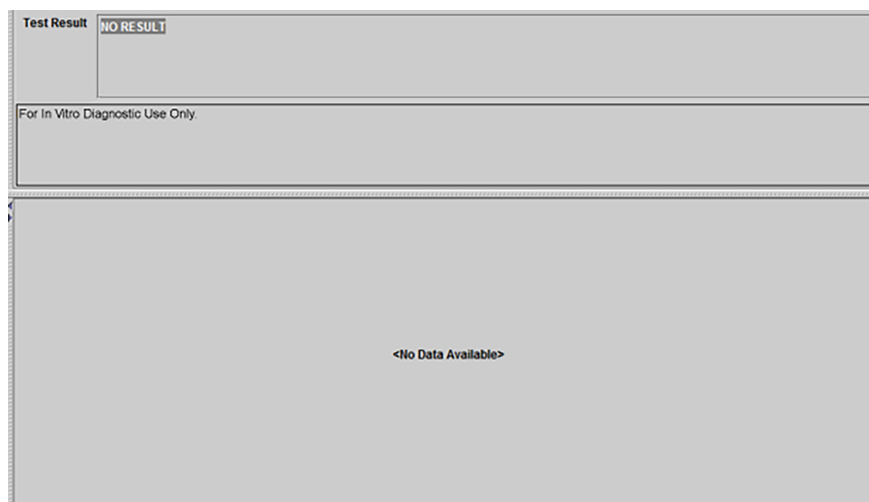 Test Result
NO RESULT
For In Vitro Diagnostic Use Only.
<No Data Available>